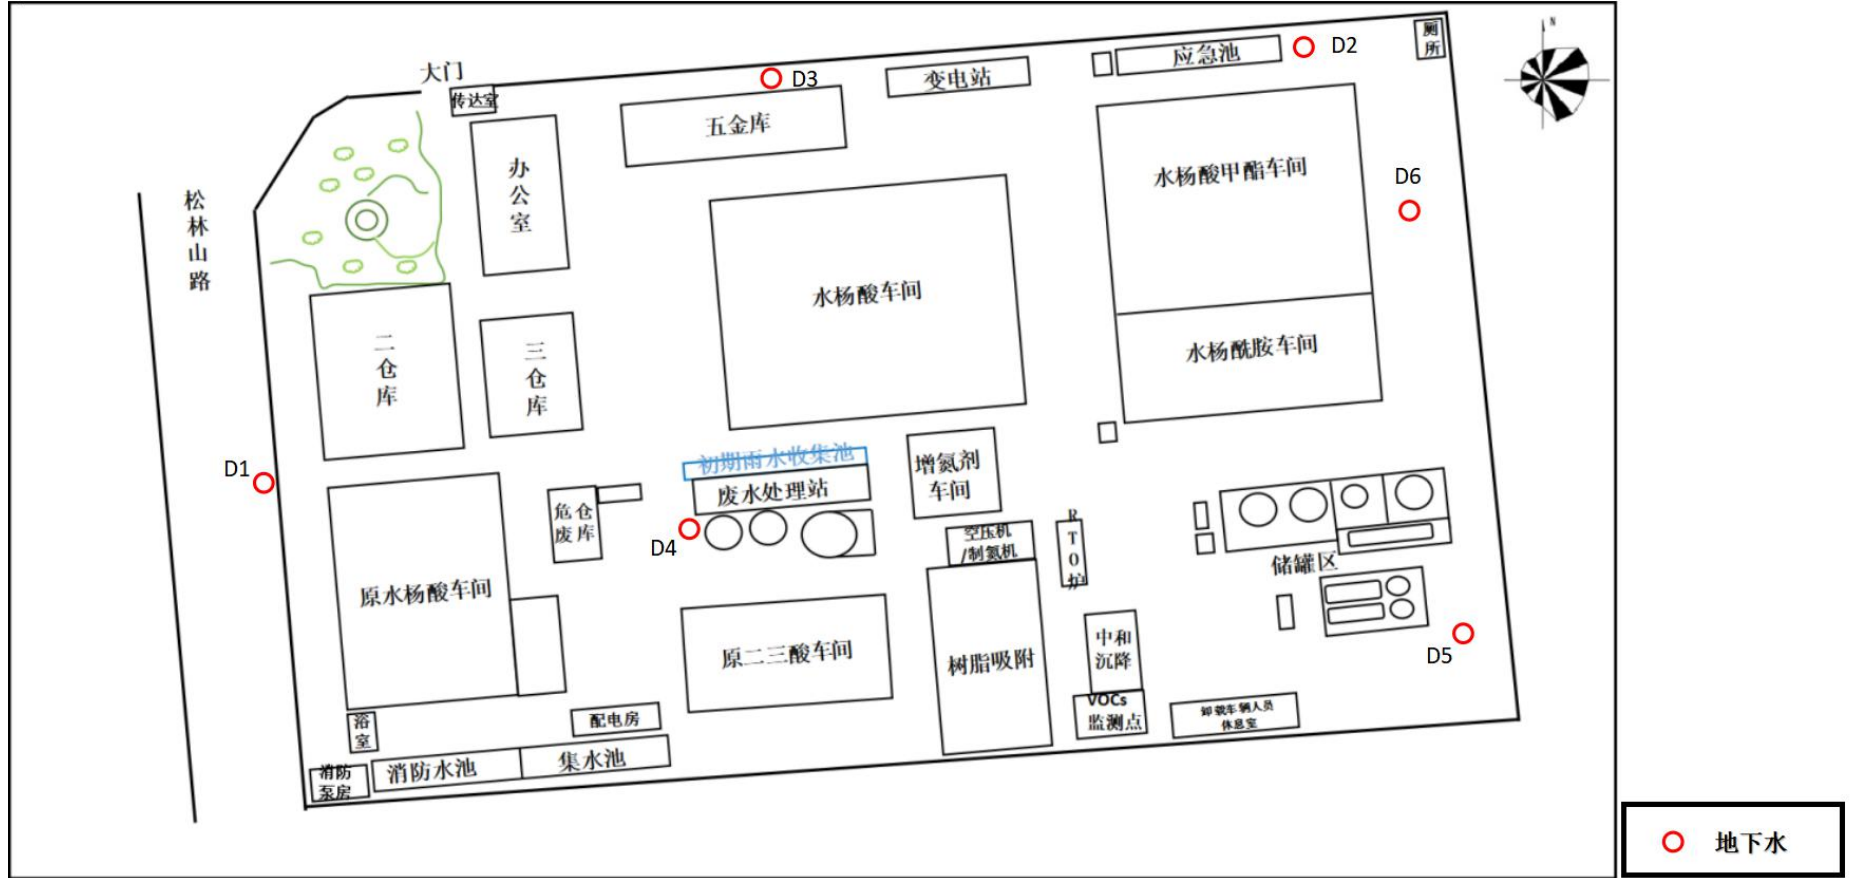 大门
传达室
D3
变电站
应急池
D2
厕
所
N
五金库
办
公
室
水杨酸甲酯车间
D6
松
林
山
路
水杨酸车间
水杨酰胺车间
二
仓
库
三
仓
库
D1
初期雨水收集池
废水处理站
增氮剂
车间
危仓
废库
D4
空压机
/制氮机
R
T
O
炉
储罐区
原水杨酸车间
原二三酸车间
树脂吸附
中和
沉降
D5
VOCs
监测点
卸载车辆人员
休息室
浴
室
配电房
消防
泵房
消防水池
集水池
地下水